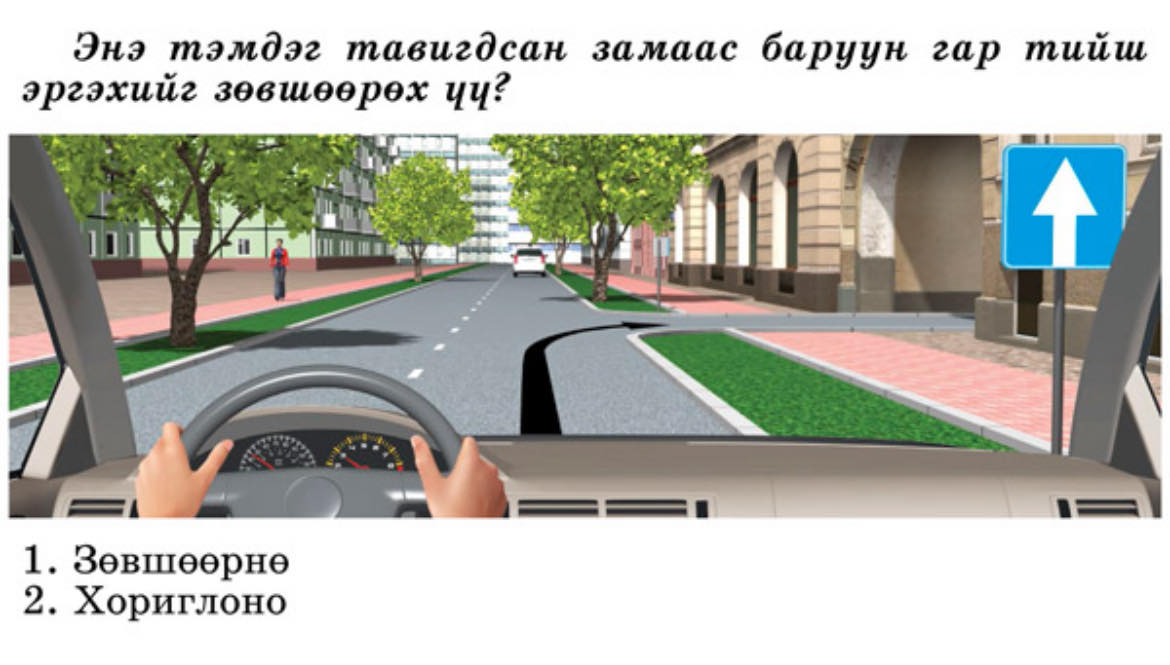 Энэ тэмдэг тавигдсан замаас баруун гар тийш
эргэхийг зөвшөөрөх үү?
1. Зөвшөөрнө
2. Хориглоно